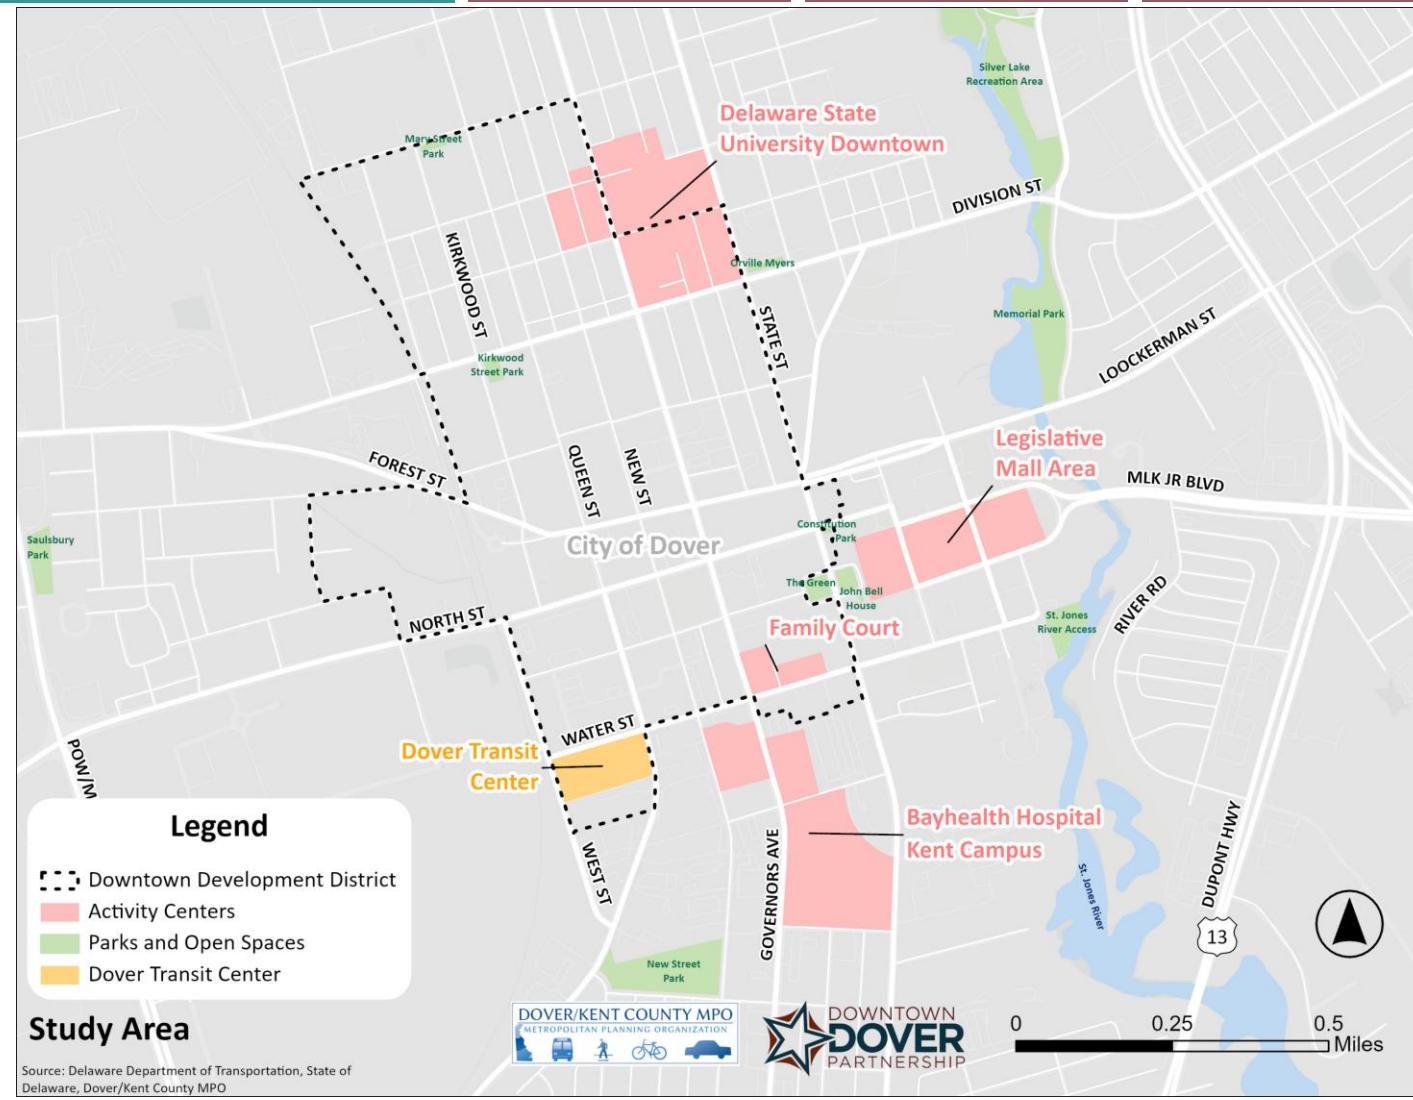 Silver Lake
Recreation Area
Delaware State
University Downtown
Mary Street
Park
DIVISION ST
KIRKWOOD ST
Orville Myers
STATE ST
Memorial Park
LOOCKERMAN ST
Kirkwood
Street Park
Legislative
Mall Area
FOREST ST
QUEEN ST
NEW ST
MLK JR BLVD
Constitution
Park
City of Dover
Saulsbury
Park
The Green
John Bell
House
NORTH ST
Family Court
St. Jones
River Access
RIVER RD
WATER ST
Dover Transit
Center
POW/M
Bayhealth Hospital
Kent Campus
GOVERNORS AVE
WEST ST
DUPONT HWY
St. Jones River
13
New Street
Park
Legend
Downtown Development District
Activity Centers
Parks and Open Spaces
Dover Transit Center
Study Area
Source: Delaware Department of Transportation, State of
Delaware, Dover/Kent County MPO
DOVER/KENT COUNTY MPO
METROPOLITAN PLANNING ORGANIZATION
DOWNTOWN
DOVER
PARTNERSHIP
0 0.25 0.5
Miles